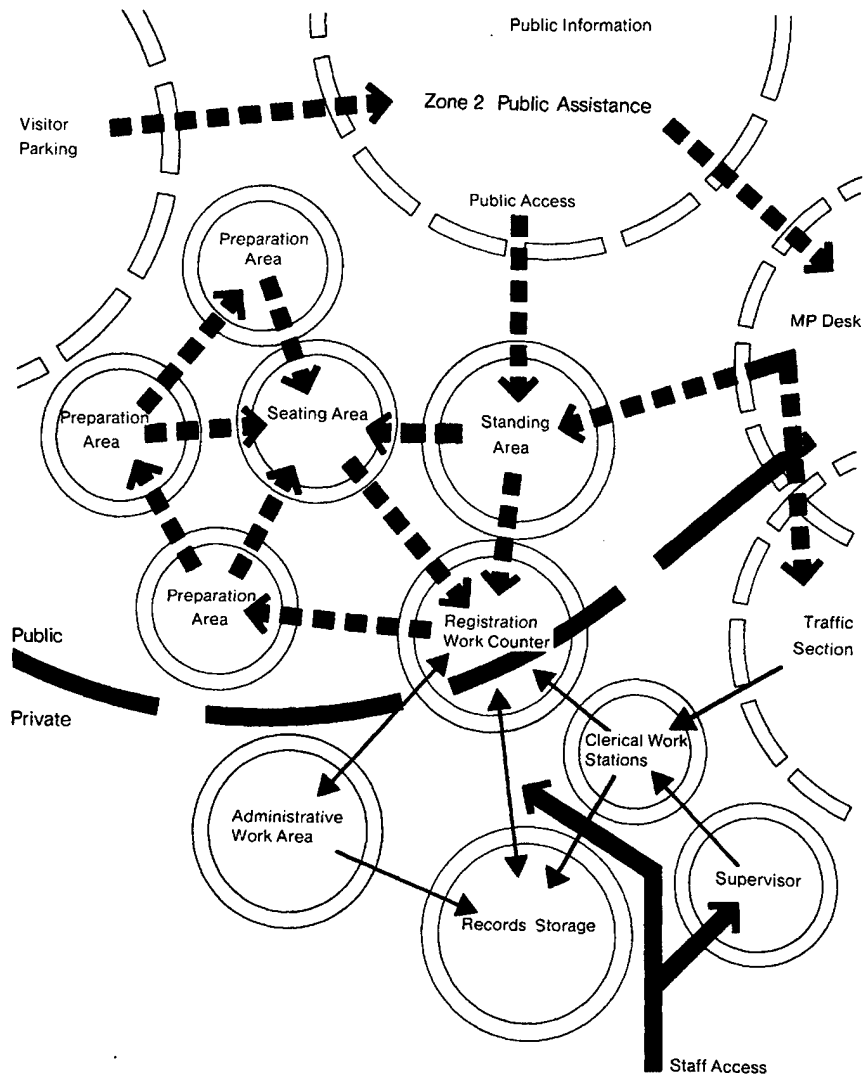 Public Information
Zone 2 Public Assistance
Visitor
Parking
Public Access
Preparation
Area
MP Desk
Preparation
Area
Seating Area
Standing
Area
Preparation
Area
Registration
Work Counter
Traffic
Section
Public
Private
Clerical Work
Stations
Administrative
Work Area
Supervisor
Records Storage
Staff Access